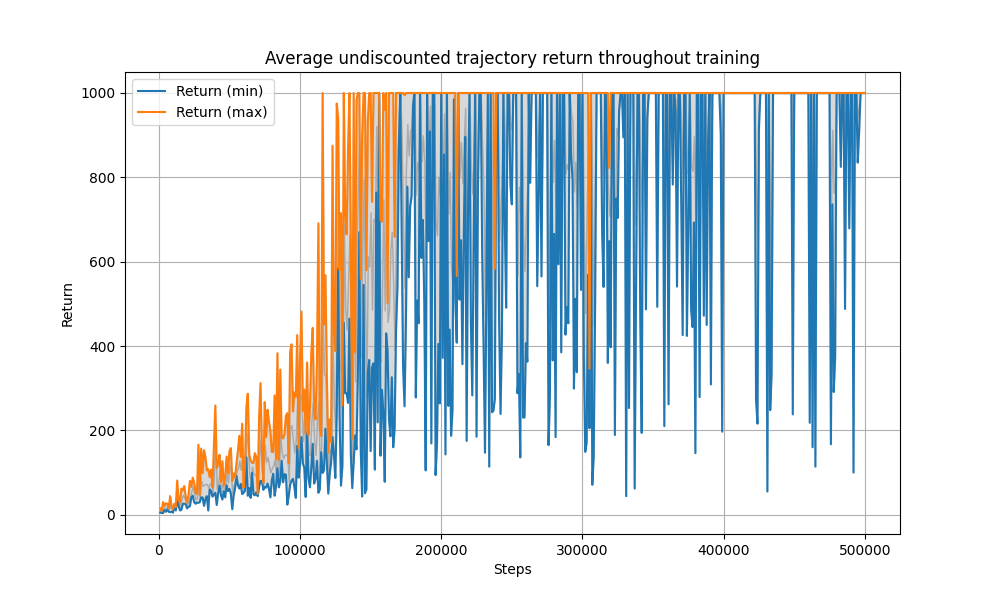 Average undiscounted trajectory return throughout training
Return (min)
Return (max)
1000
800
600
400
200
0
Return
0 100000 200000 300000 400000 500000
Steps